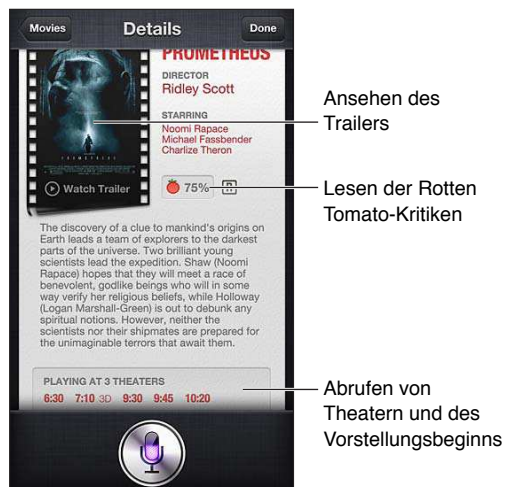 Movies
Details
Done
PROMETHEUS
DIRECTOR
Ridley Scott
STARRING
Noomi Rapace
Michael Fassbender
Charlize Theron
PROMETHEUS
Watch Trailer
75%
R
The discovery of a clue to mankind's origins on
Earth leads a team of explorers to the darkest
parts of the universe. Two brilliant young
scientists lead the expedition. Shaw (Noomi
Rapace) hopes that they will meet a race of
benevolent, godlike beings who will in some
way verify her religious beliefs, while Holloway
(Logan Marshall-Green) is out to debunk any
spiritual notions. However, neither the
scientists nor their shipmates are prepared for
the unimaginable terrors that await them.
PLAYING AT 3 THEATERS
6:30 7:10 3D 9:30 9:45 10:20
Ansehen des
Trailers
Lesen der Rotten
Tomato-Kritiken
Abrufen von
Theatern und des
Vorstellungsbeginns